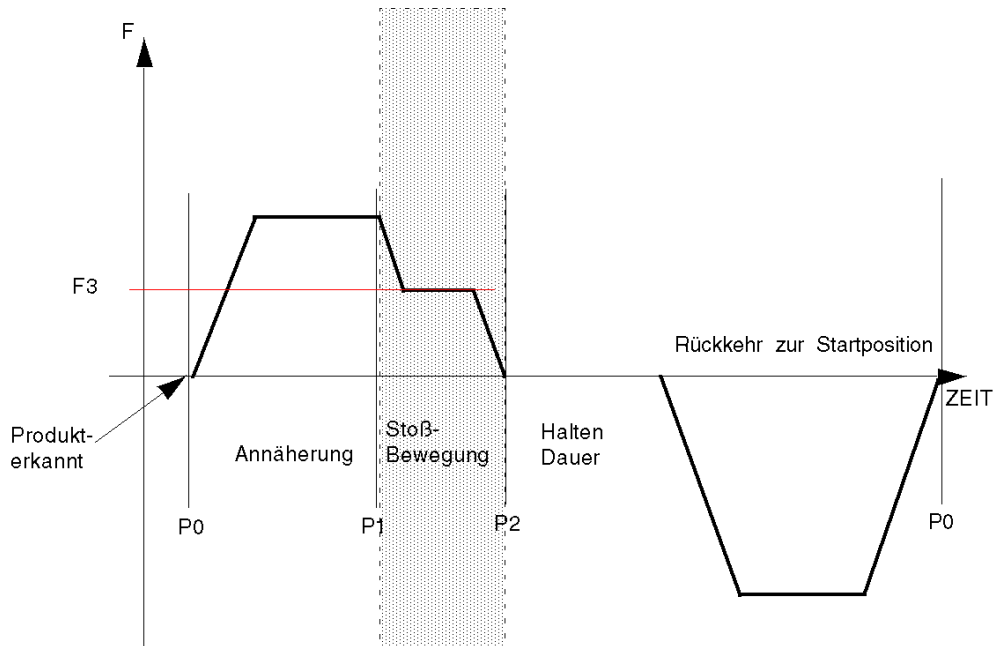 F
F3
Rückkehr zur Startposition
ZEIT
Produkt-
erkannt
Annäherung
Stoß-
Bewegung
Halten
Dauer
P0
P1
P2
P0